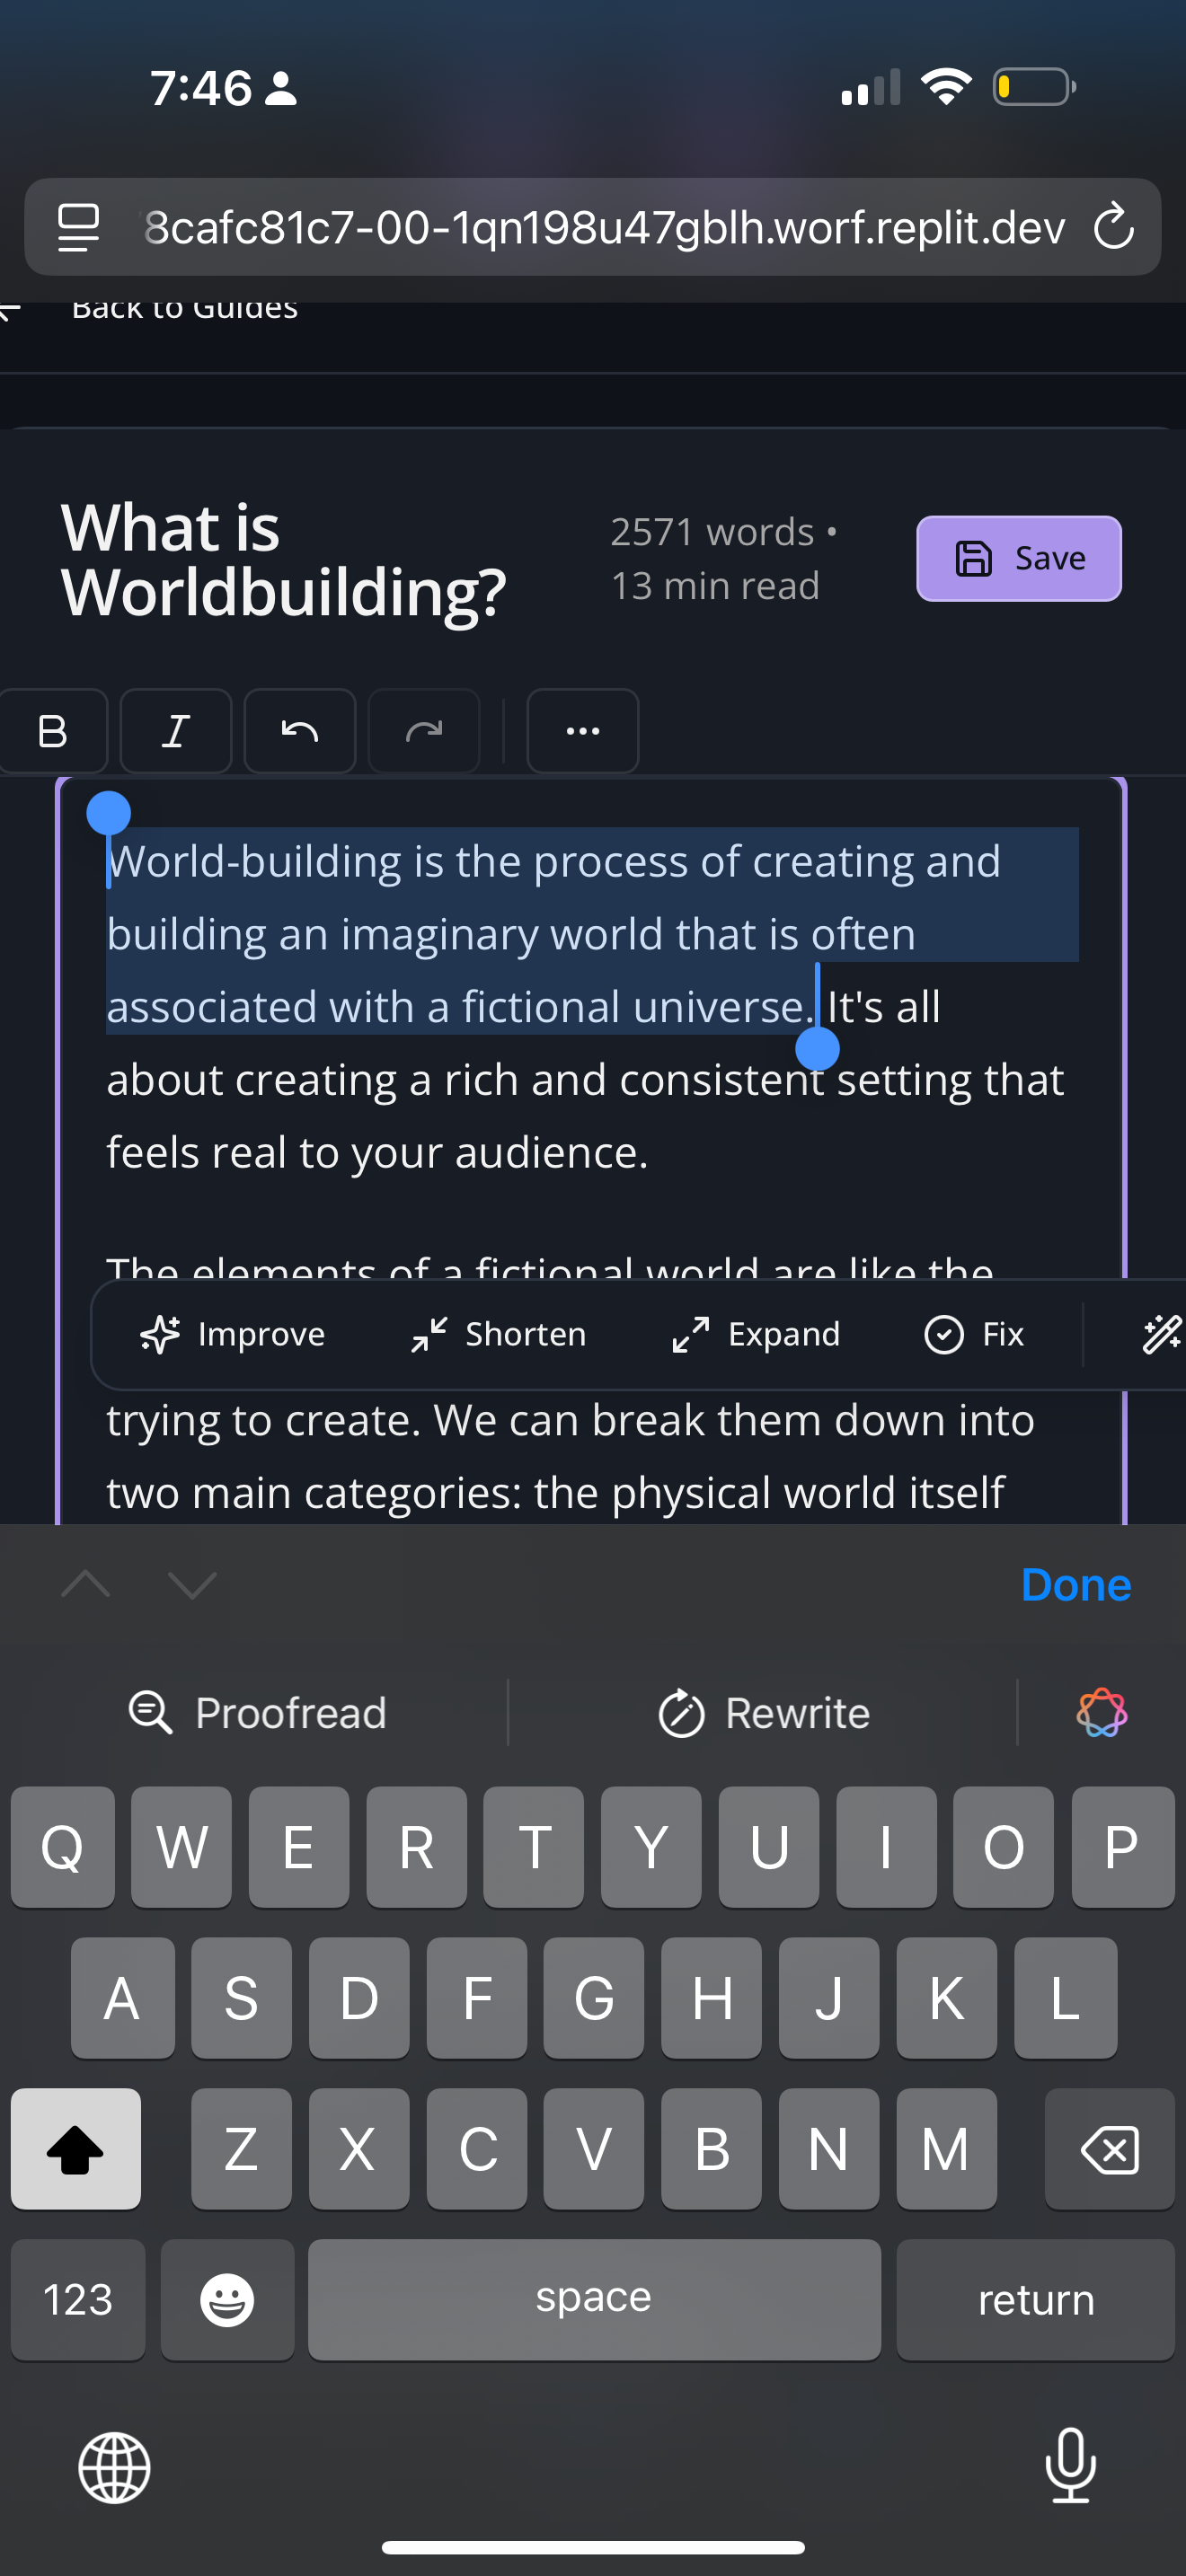 7:46
8cafc81c7-00-1qn198u47gblh.worf.replit.dev
Back to Guides
What is
Worldbuilding?
2571 words •
13 min read
Save
B I
World-building is the process of creating and
building an imaginary world that is often
associated with a fictional universe. It's all
about creating a rich and consistent setting that
feels real to your audience.
The elements of a fictional world are like the
Improve Shorten Expand Fix
trying to create. We can break them down into
two main categories: the physical world itself
Done
Proofread Rewrite
Q W E R T Y U I O P
A S D F G H J K L
Z X C V B N M
123 space return